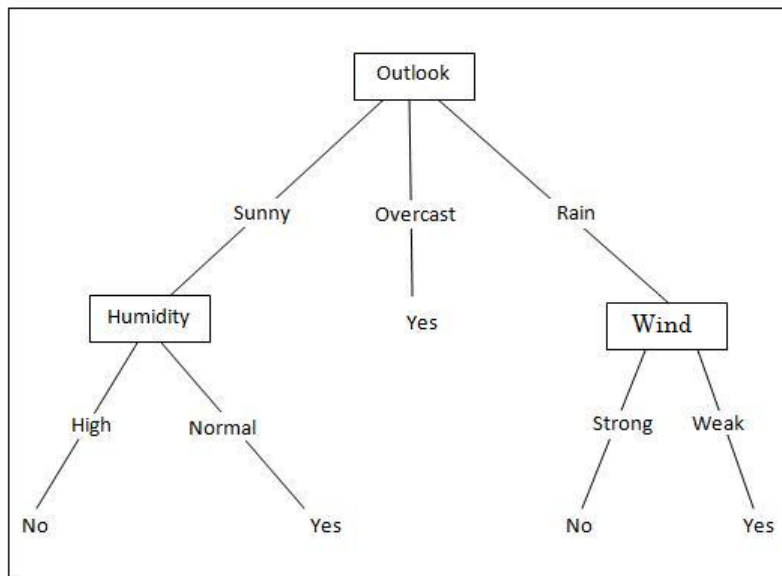 Outlook
Sunny Overcast Rain
Humidity Yes Wind
High Normal Strong Weak
No Yes No Yes